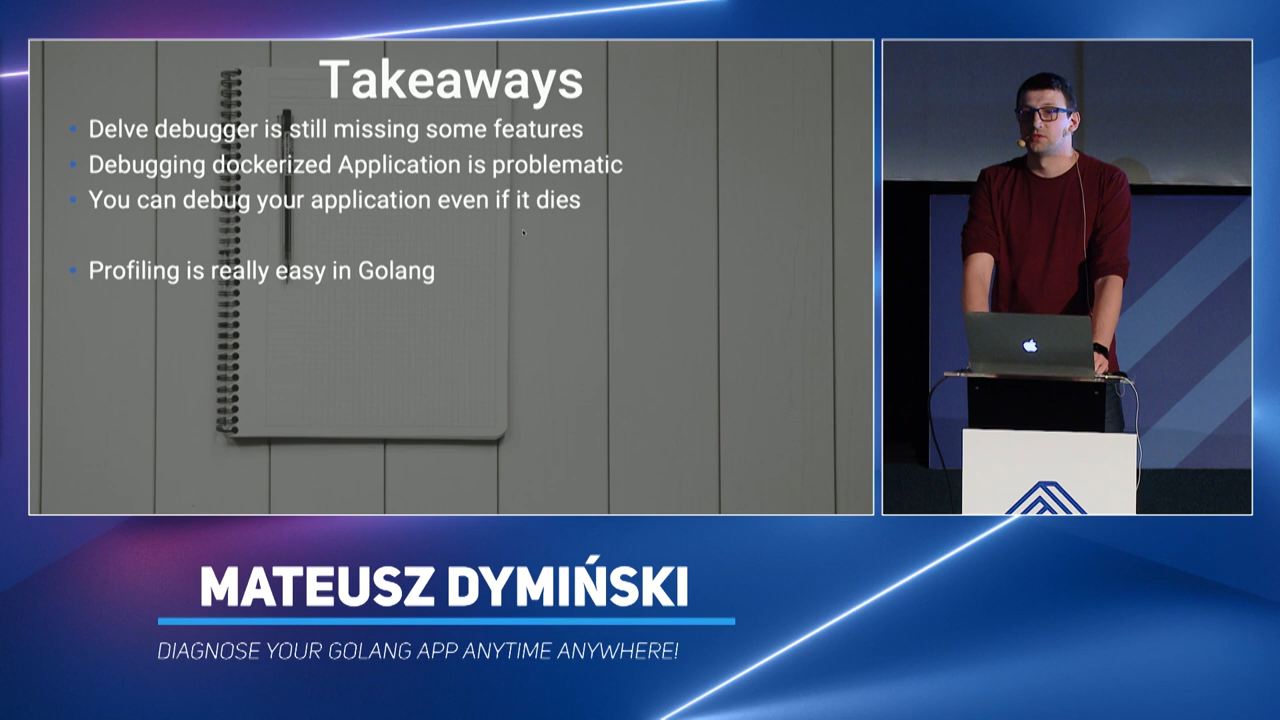 Takeaways
Delve debugger is still missing some features
Debugging dockerized Application is problematic
You can debug your application even if it dies
Profiling is really easy in Golang
MATEUSZ DYMIŃSKI
DIAGNOSE YOUR GOLANG APP ANYTIME ANYWHERE!